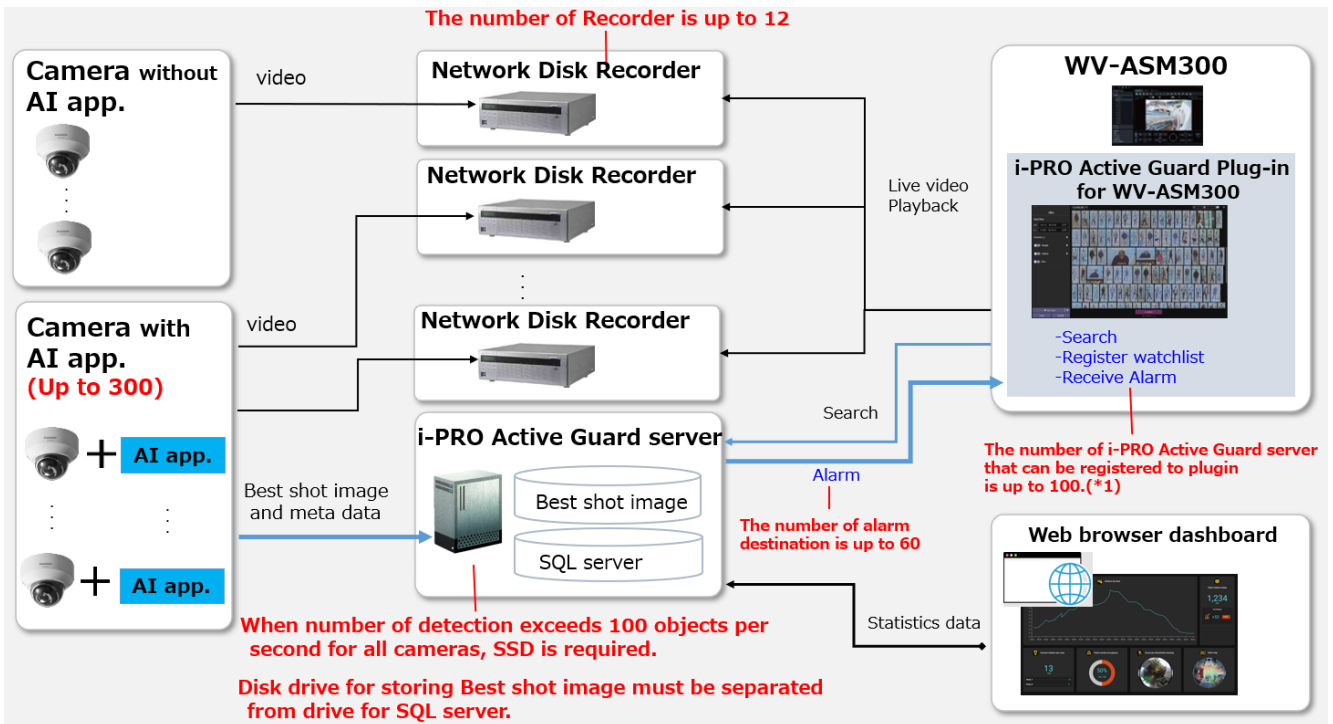 The number of Recorder is up to 12
Camera without
AI app.
video
Network Disk Recorder
WV-ASM300
Network Disk Recorder
i-PRO Active Guard Plug-in
for WV-ASM300
Live video
Playback
Camera with
AI app.
(Up to 300)
video
Network Disk Recorder
-Search
-Register watchlist
-Receive Alarm
AI app.
AI app.
Best shot image
and meta data
i-PRO Active Guard server
Best shot image
SQL server
Search
Alarm
The number of alarm
destination is up to 60
The number of i-PRO Active Guard server
that can be registered to plugin
is up to 100.(*1)
Web browser dashboard
1,234
13
50%
Statistics data
When number of detection exceeds 100 objects per
second for all cameras, SSD is required.
Disk drive for storing Best shot image must be separated
from drive for SQL server.